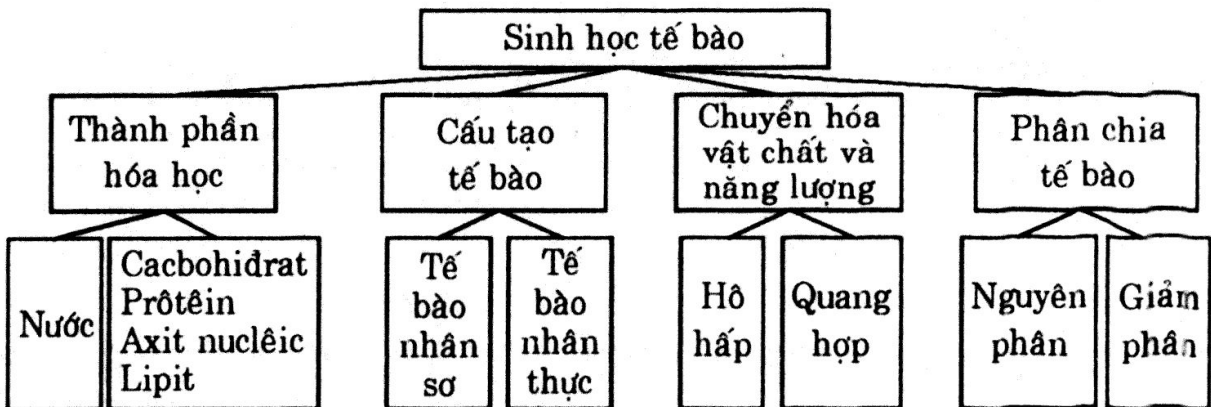 Sinh học tế bào
Thành phần
hóa học
Cấu tạo
tế bào
Chuyển hóa
vật chất và
năng lượng
Phân chia
tế bào
Nước
Cacbohiđrat
Prôtêin
Axit nuclêic
Lipit
Tế
bào
nhân
sơ
Tế
bào
nhân
thực
Hô
hấp
Quang
hợp
Nguyên
phân
Giảm
phân